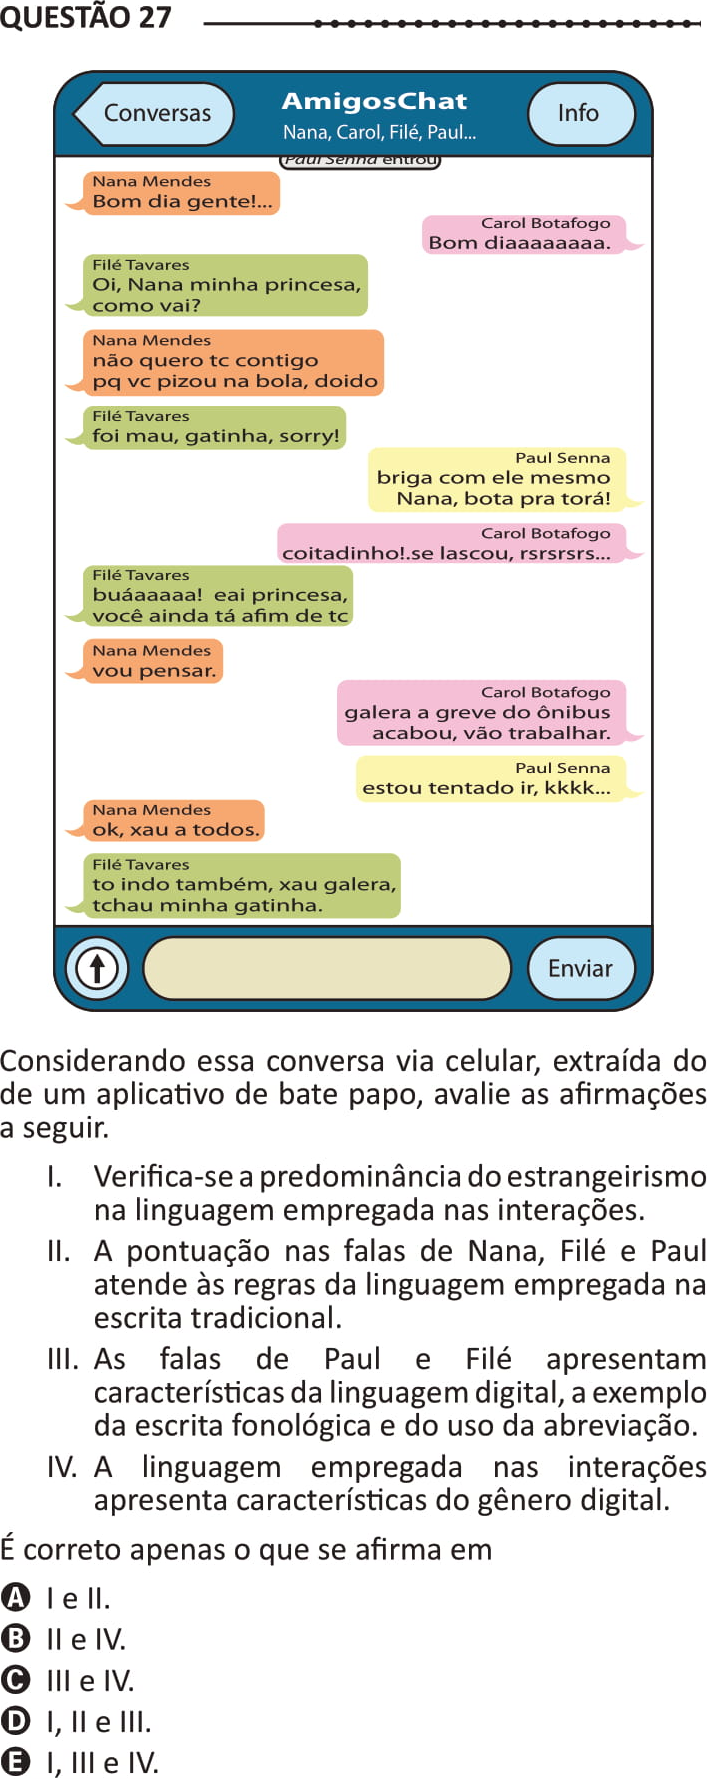 QUESTÃO 27
Conversas
AmigosChat
Nana, Carol, Filé, Paul...
Info
Paul Senna entrou
Nana Mendes
Bom dia gente!...
Carol Botafogo
Bom diaaaaaaaa.
Filé Tavares
Oi, Nana minha princesa,
como vai?
Nana Mendes
não quero tc contigo
pq vc pizou na bola, doido
Filé Tavares
foi mau, gatinha, sorry!
Paul Senna
briga com ele mesmo
Nana, bota pra torá!
Carol Botafogo
coitadinho!.se lascou, rsrsrsrs...
Filé Tavares
buáaaaaa! eai princesa,
você ainda tá afim de tc
Nana Mendes
vou pensar.
Carol Botafogo
galera a greve do ônibus
acabou, vão trabalhar.
Paul Senna
estou tentado ir, kkkk...
Nana Mendes
ok, xau a todos.
Filé Tavares
to indo também, xau galera,
tchau minha gatinha.
Enviar
Considerando essa conversa via celular, extraída do
de um aplicativo de bate papo, avalie as afirmações
a seguir.
I. Verifica-se a predominância do estrangeirismo
na linguagem empregada nas interações.
II. A pontuação nas falas de Nana, Filé e Paul
atende às regras da linguagem empregada na
escrita tradicional.
III. As falas de Paul e Filé apresentam
características da linguagem digital, a exemplo
da escrita fonológica e do uso da abreviação.
IV. A linguagem empregada nas interações
apresenta características do gênero digital.
É correto apenas o que se afirma em
A I e II.
B II e IV.
C III e IV.
D I, II e III.
E I, III e IV.